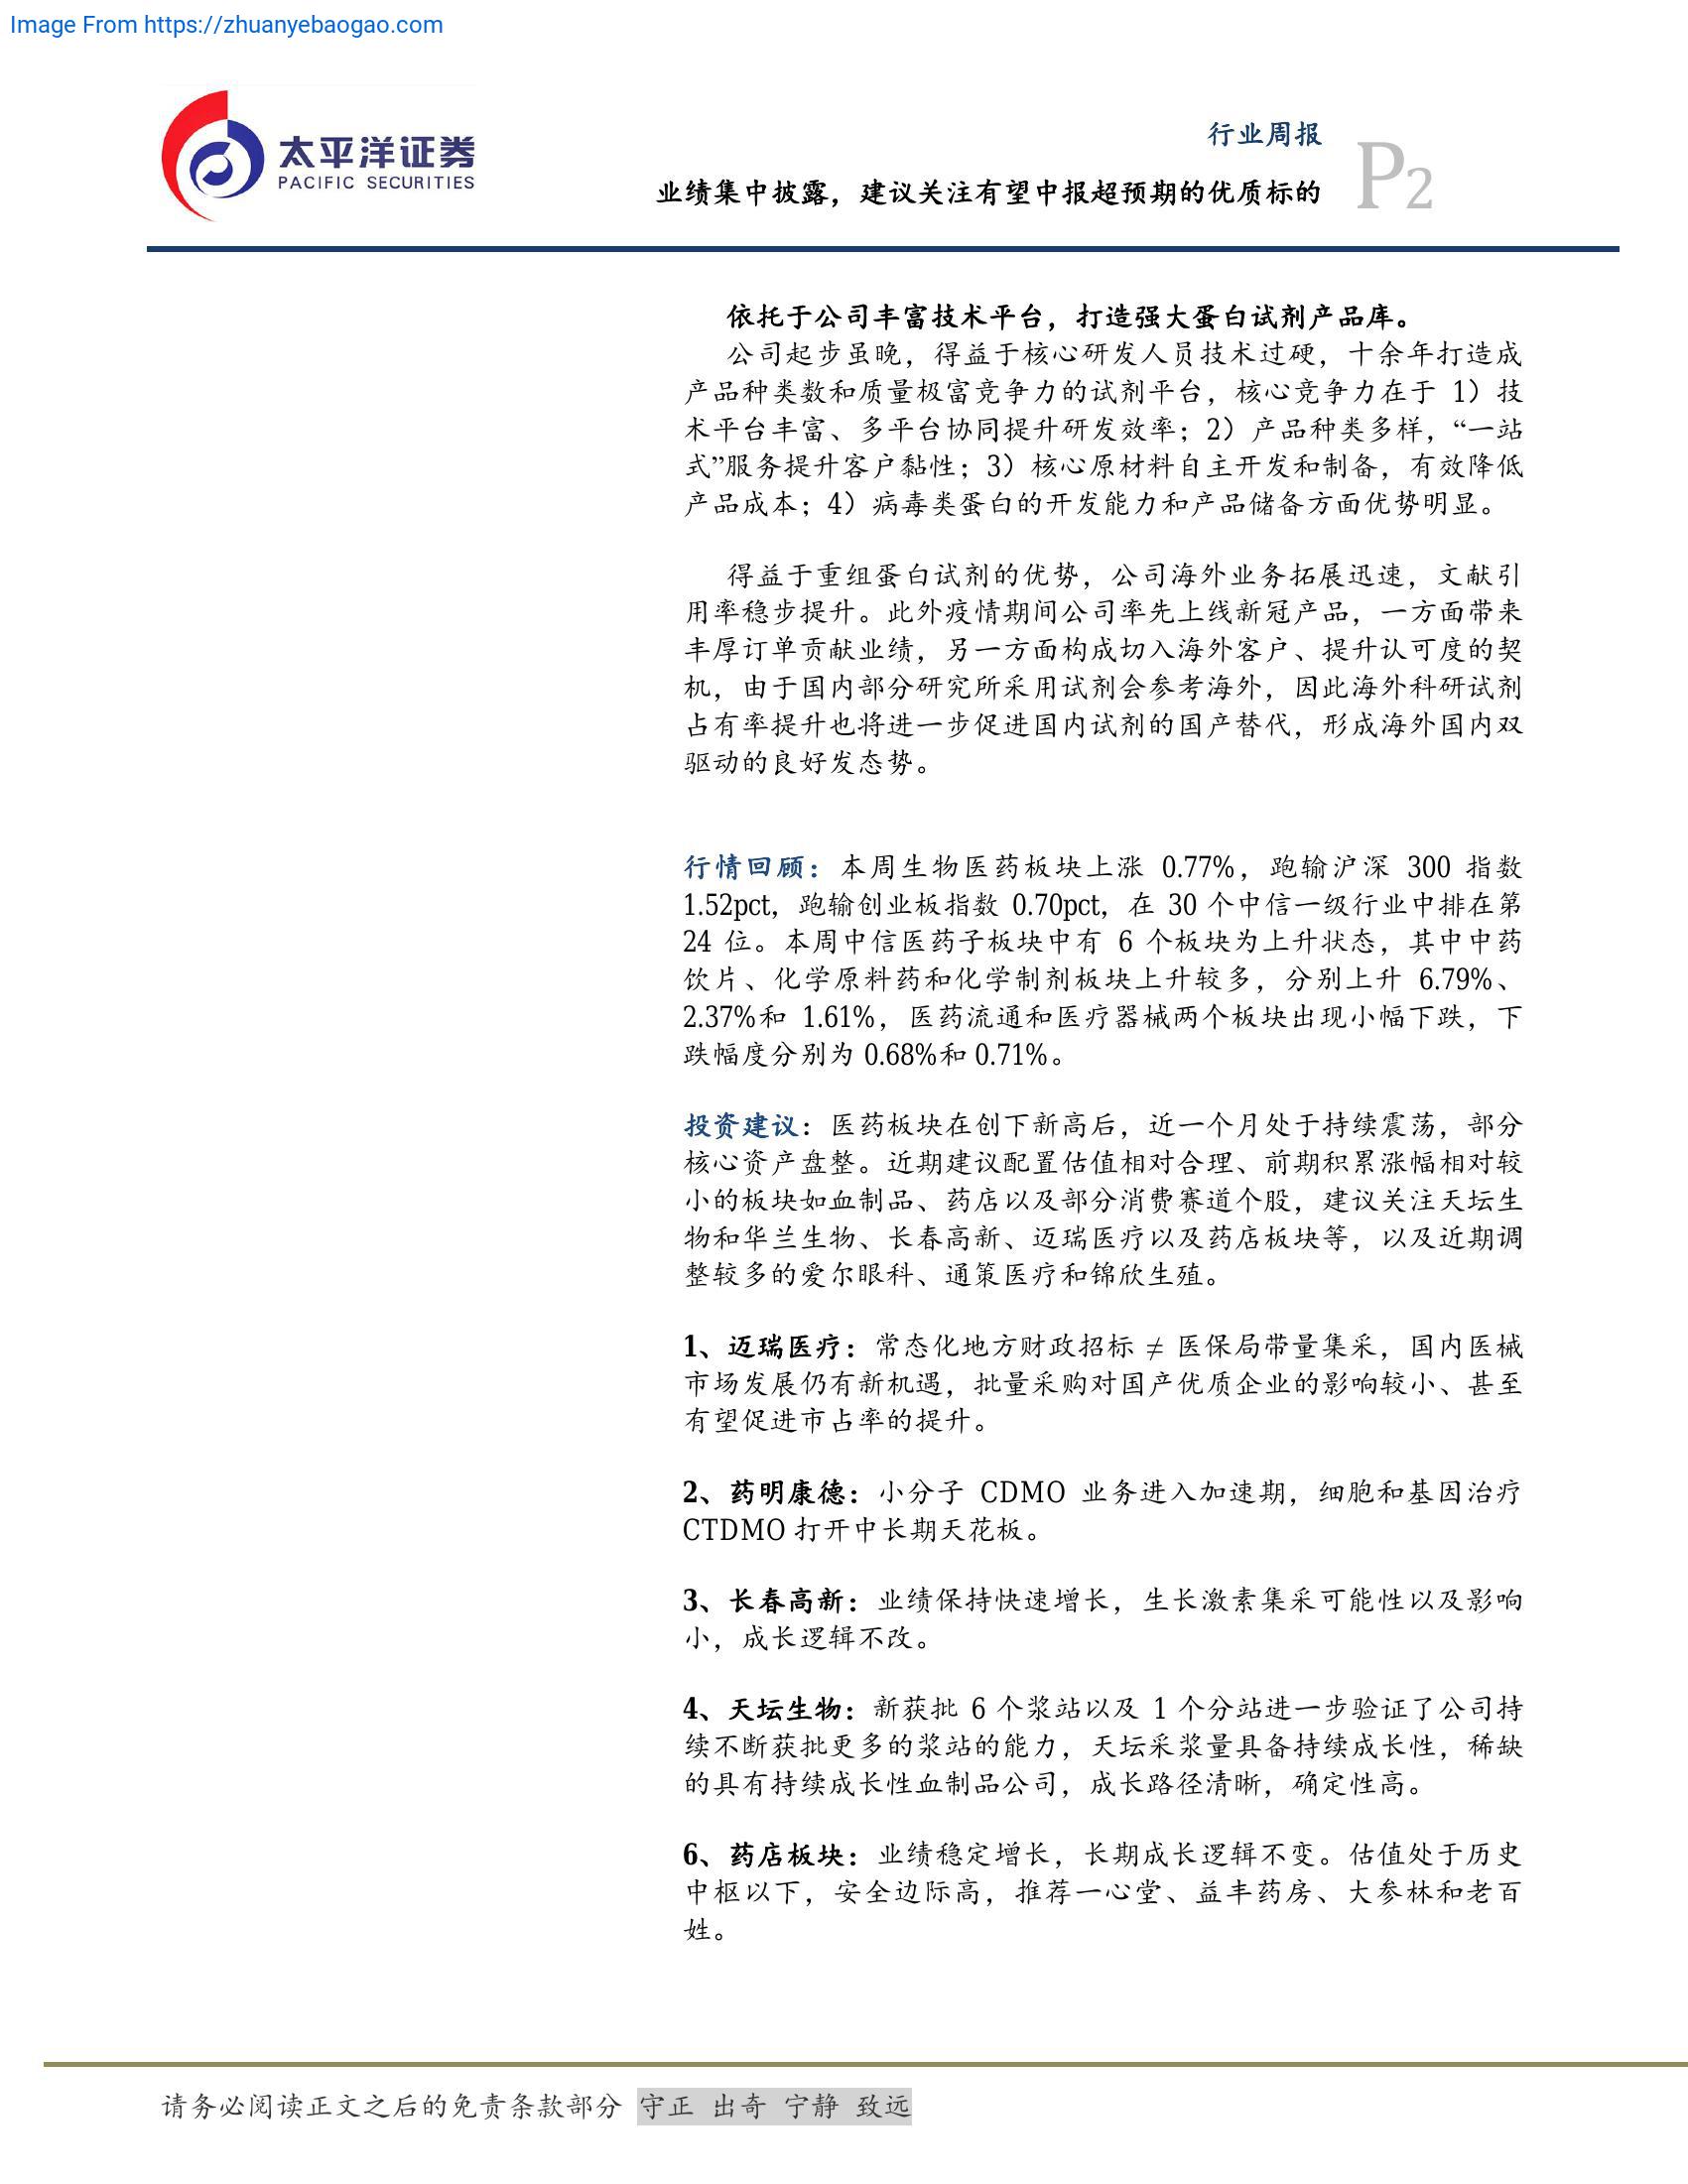 Image From https://zhuanyebaogao.com
太平洋证券
PACIFIC SECURITIES
行业周报
业绩集中披露，建议关注有望中报超预期的优质标的
P2
依托于公司丰富技术平台，打造强大蛋白试剂产品库。
公司起步虽晚，得益于核心研发人员技术过硬，十余年打造成
产品种类数和质量极富竞争力的试剂平台，核心竞争力在于 1）技
术平台丰富、多平台协同提升研发效率；2）产品种类多样，“一站
式”服务提升客户黏性；3）核心原材料自主开发和制备，有效降低
产品成本；4）病毒类蛋白的开发能力和产品储备方面优势明显。
得益于重组蛋白试剂的优势，公司海外业务拓展迅速，文献引
用率稳步提升。此外疫情期间公司率先上线新冠产品，一方面带来
丰厚订单贡献业绩，另一方面构成切入海外客户、提升认可度的契
机，由于国内部分研究所采用试剂会参考海外，因此海外科研试剂
占有率提升也将进一步促进国内试剂的国产替代，形成海外国内双
驱动的良好发态势。
行情回顾：本周生物医药板块上涨 0.77%，跑输沪深 300 指数
1.52pct，跑输创业板指数 0.70pct，在 30 个中信一级行业中排在第
24 位。本周中信医药子板块中有 6 个板块为上升状态，其中中药
饮片、化学原料药和化学制剂板块上升较多，分别上升 6.79%、
2.37%和 1.61%，医药流通和医疗器械两个板块出现小幅下跌，下
跌幅度分别为 0.68%和 0.71%。
投资建议：医药板块在创下新高后，近一个月处于持续震荡，部分
核心资产盘整。近期建议配置估值相对合理、前期积累涨幅相对较
小的板块如血制品、药店以及部分消费赛道个股，建议关注天坛生
物和华兰生物、长春高新、迈瑞医疗以及药店板块等，以及近期调
整较多的爱尔眼科、通策医疗和锦欣生殖。
1、迈瑞医疗：常态化地方财政招标 ≠ 医保局带量集采，国内医械
市场发展仍有新机遇，批量采购对国产优质企业的影响较小、甚至
有望促进市占率的提升。
2、药明康德：小分子 CDMO 业务进入加速期，细胞和基因治疗
CTDMO 打开中长期天花板。
3、长春高新：业绩保持快速增长，生长激素集采可能性以及影响
小，成长逻辑不改。
4、天坛生物：新获批 6 个浆站以及 1 个分站进一步验证了公司持
续不断获批更多的浆站的能力，天坛采浆量具备持续成长性，稀缺
的具有持续成长性血制品公司，成长路径清晰，确定性高。
6、药店板块：业绩稳定增长，长期成长逻辑不变。估值处于历史
中枢以下，安全边际高，推荐一心堂、益丰药房、大参林和老百
姓。
请务必阅读正文之后的免责条款部分 守正 出奇 宁静 致远